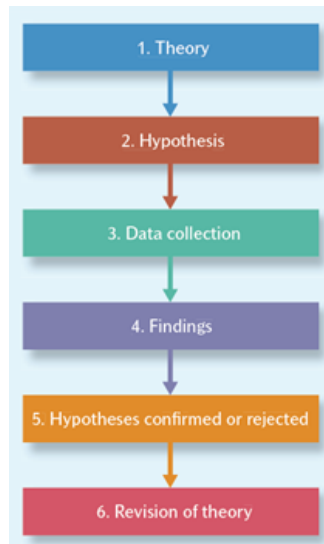 1. Theory
2. Hypothesis
3. Data collection
4. Findings
5. Hypotheses confirmed or rejected
6. Revision of theory